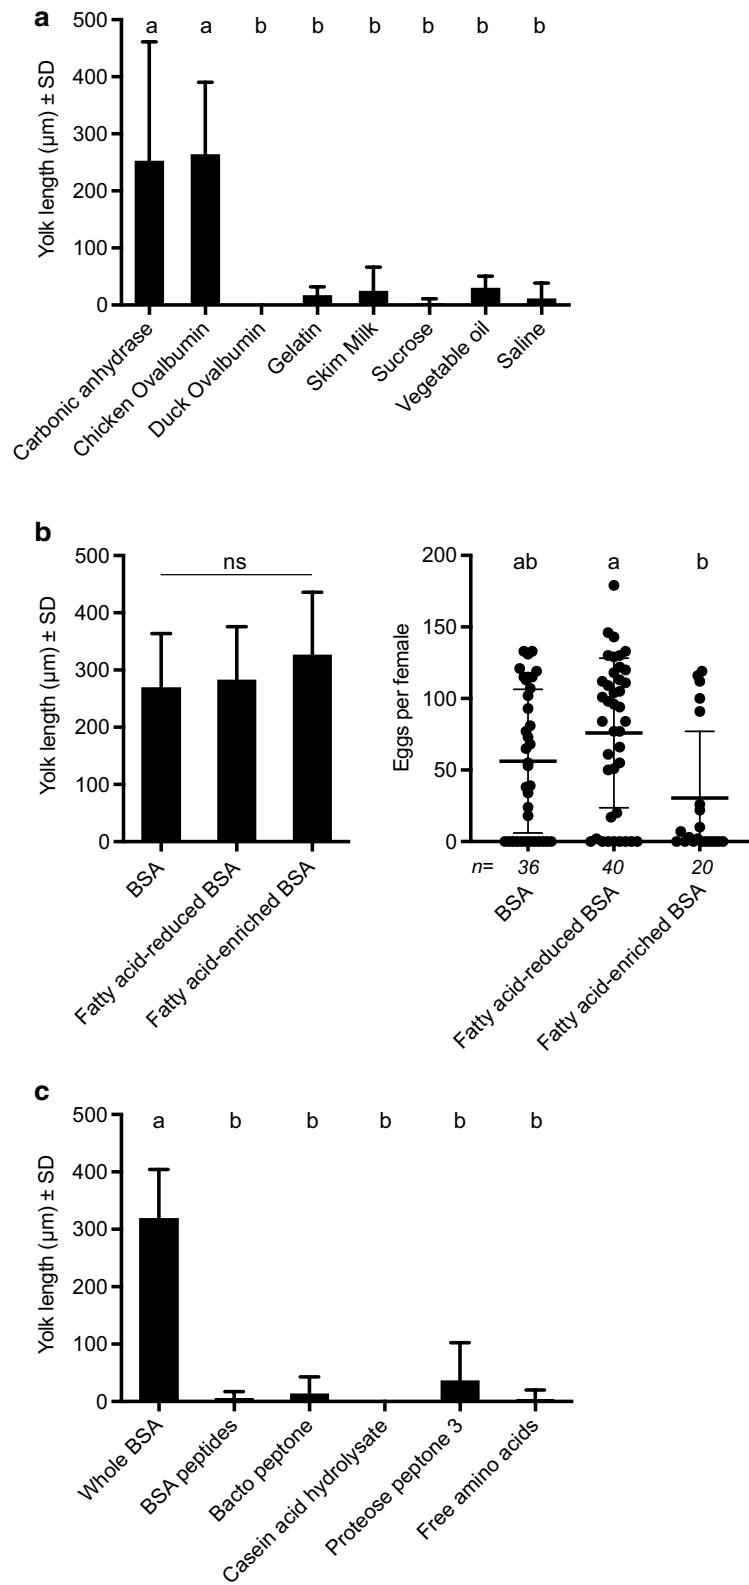 a
Yolk length (µm) ± SD
500
400
300
200
100
0
a a b b b b b b
Carbonic anhydrase
Chicken Ovalbumin
Duck Ovalbumin
Gelatin
Skim Milk
Sucrose
Vegetable oil
Saline
b
Yolk length (µm) ± SD
500
400
300
200
100
0
ns
BSA
Fatty acid-reduced BSA
Fatty acid-enriched BSA
Eggs per female
200
150
100
50
0
ab a b
n= 36 40 20
BSA
Fatty acid-reduced BSA
Fatty acid-enriched BSA
c
Yolk length (µm) ± SD
500
400
300
200
100
0
a b b b b b
Whole BSA
BSA peptides
Bacto peptone
Casein acid hydrolysate
Proteose peptone 3
Free amino acids